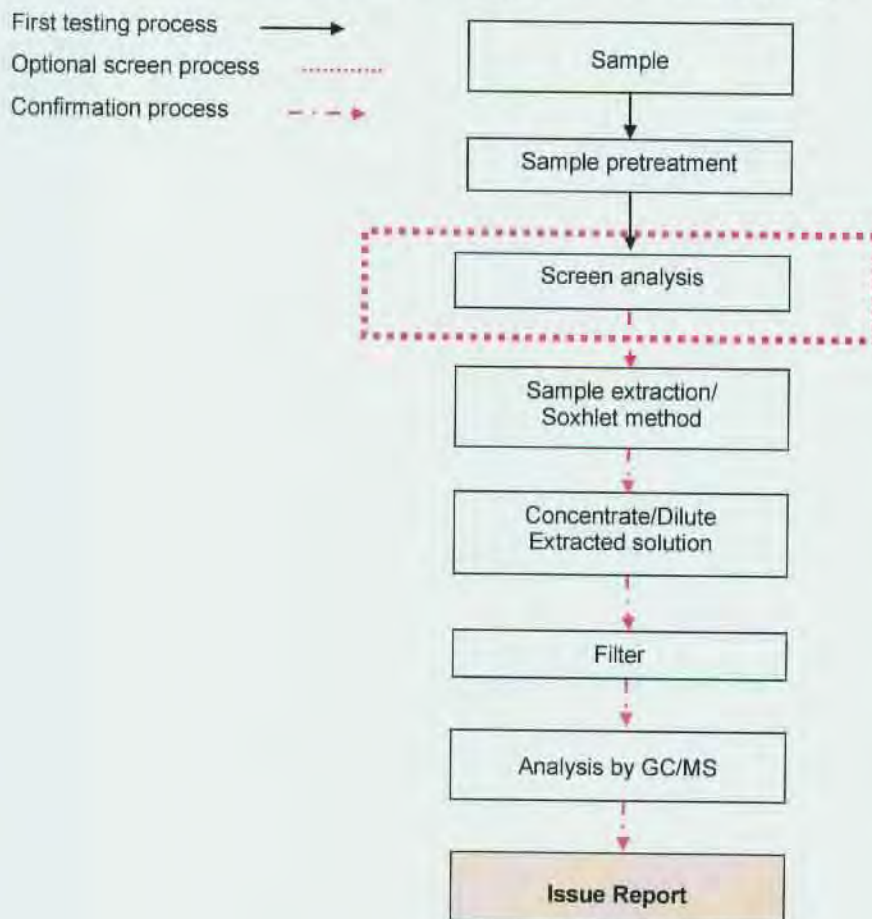 First testing process
Optional screen process
Confirmation process
Sample
Sample pretreatment
Screen analysis
Sample extraction/
Soxhlet method
Concentrate/Dilute
Extracted solution
Filter
Analysis by GC/MS
Issue Report